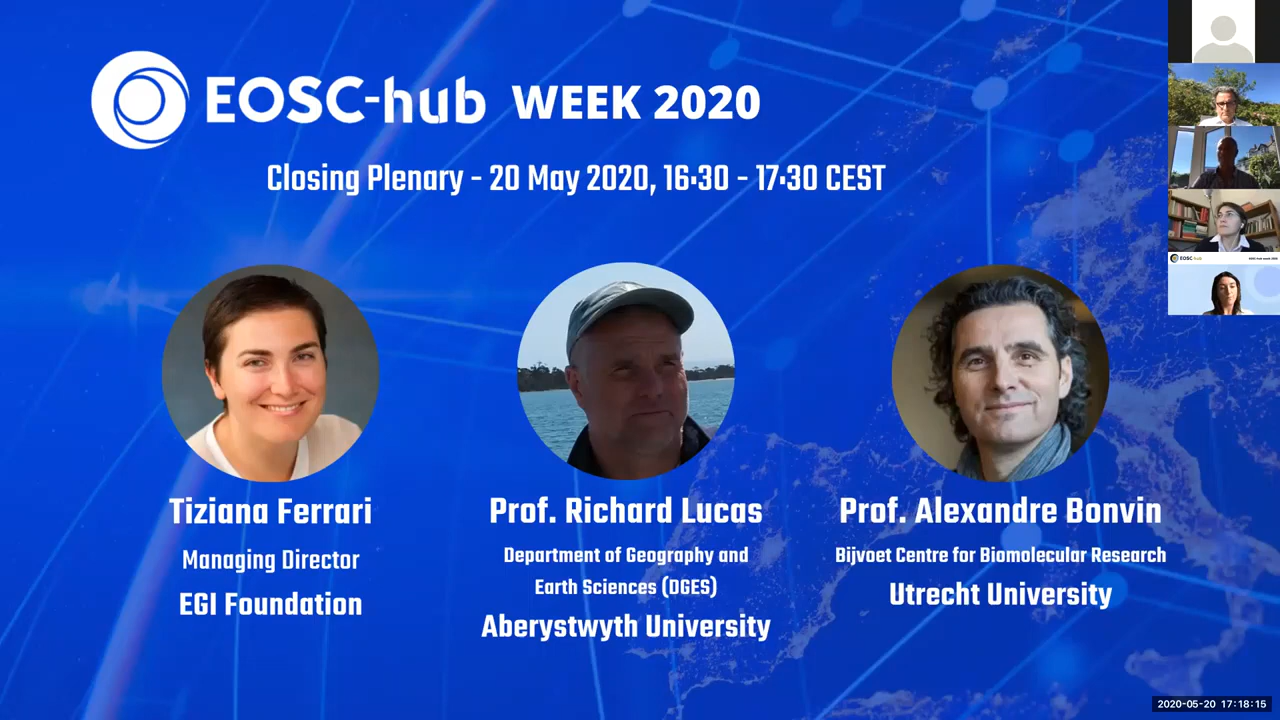 EOSC-hub WEEK 2020
Closing Plenary - 20 May 2020, 16:30 - 17:30 CEST
Tiziana Ferrari
Managing Director
EGI Foundation
Prof. Richard Lucas
Department of Geography and
Earth Sciences (DGES)
Aberystwyth University
Prof. Alexandre Bonvin
Bijvoet Centre for Biomolecular Research
Utrecht University
EOSC-hub
2020-05-20 17:18:15